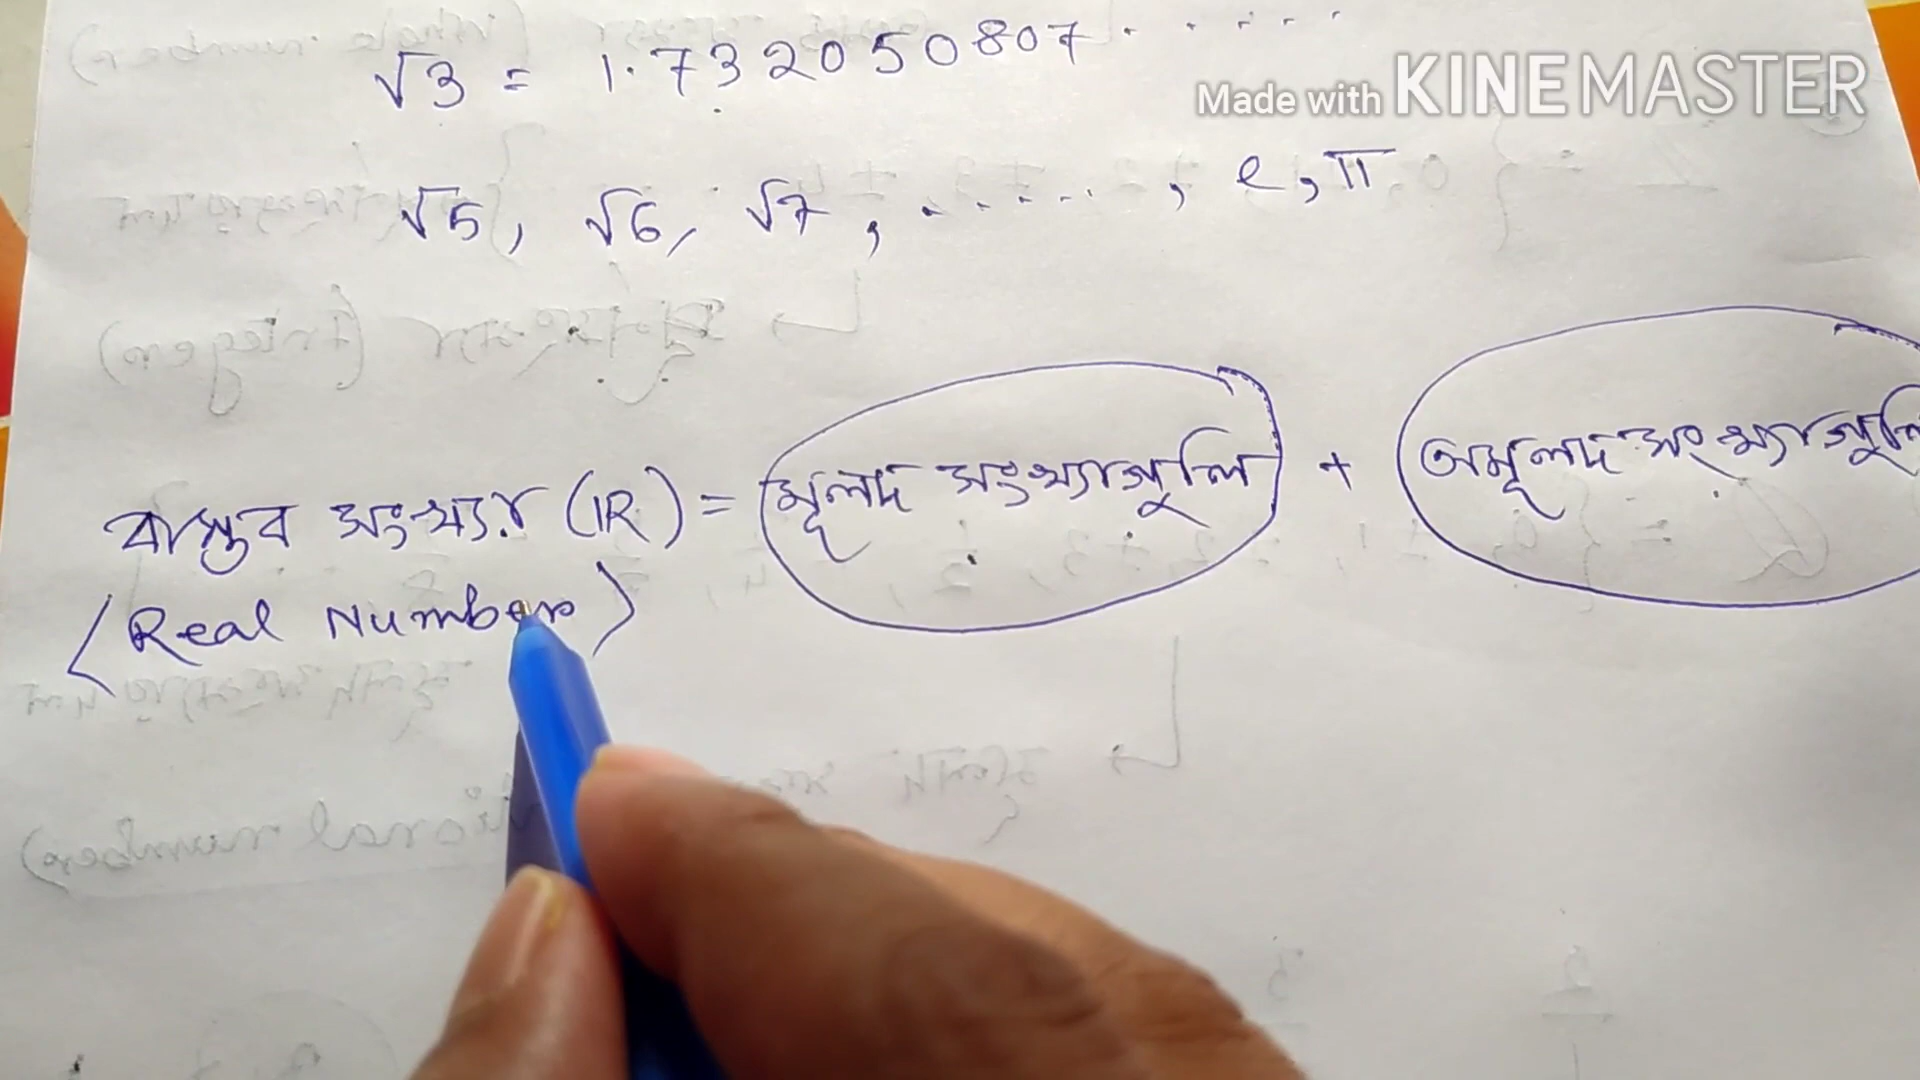 √3 = 1.732050807......
Made with KINEMASTER
√5, √6, √7, ......, e, π
বাস্তব সংখ্যা (IR) = মূলদ সংখ্যাগুলি + অমূলদ সংখ্যাগুলি
(Real Number)